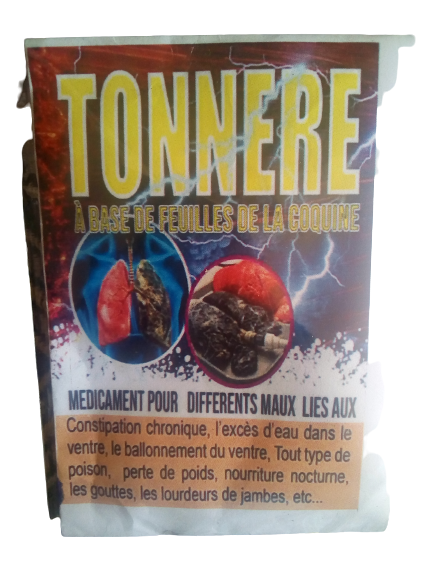 TONNERE
À BASE DE FEUILLES DE LA COQUINE
MEDICAMENT POUR DIFFERENTS MAUX LIES AUX
Constipation chronique, l'excès d'eau dans le
ventre, le ballonnement du ventre, Tout type de
poison, perte de poids, nourriture nocturne,
les gouttes, les lourdeurs de jambes, etc...